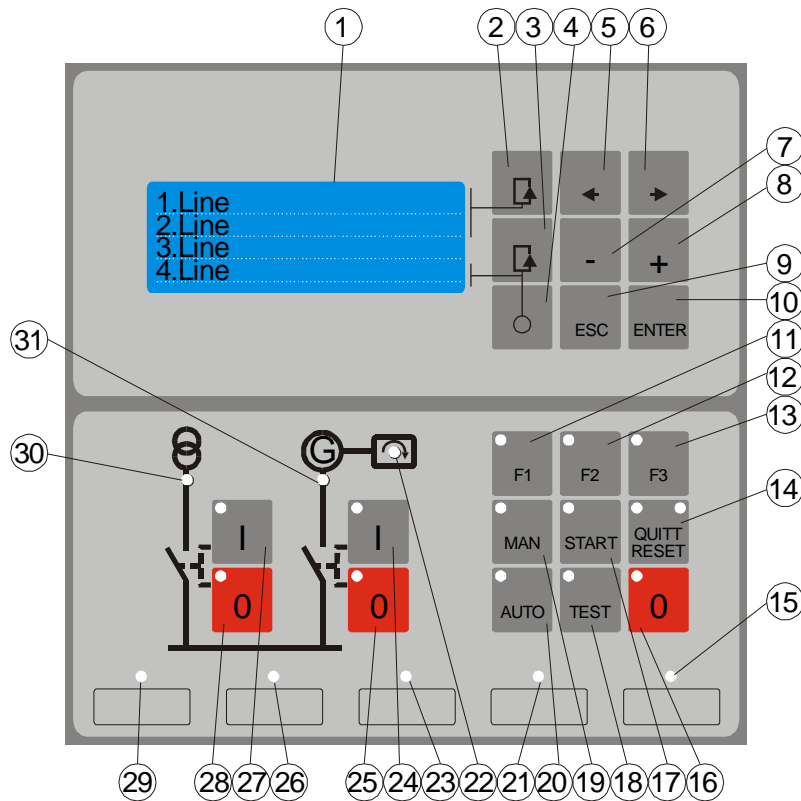 1 2 3 4 5 6
7
8
1.Line
2.Line
3.Line
4.Line
- +
9
ESC ENTER
10
31
11
12
13
30
G
F1 F2 F3
14
I I
MAN START QUITT
RESET
0 0
AUTO TEST 0
15
29 28 27 26 25 24 23 22 21 20 19 18 17 16